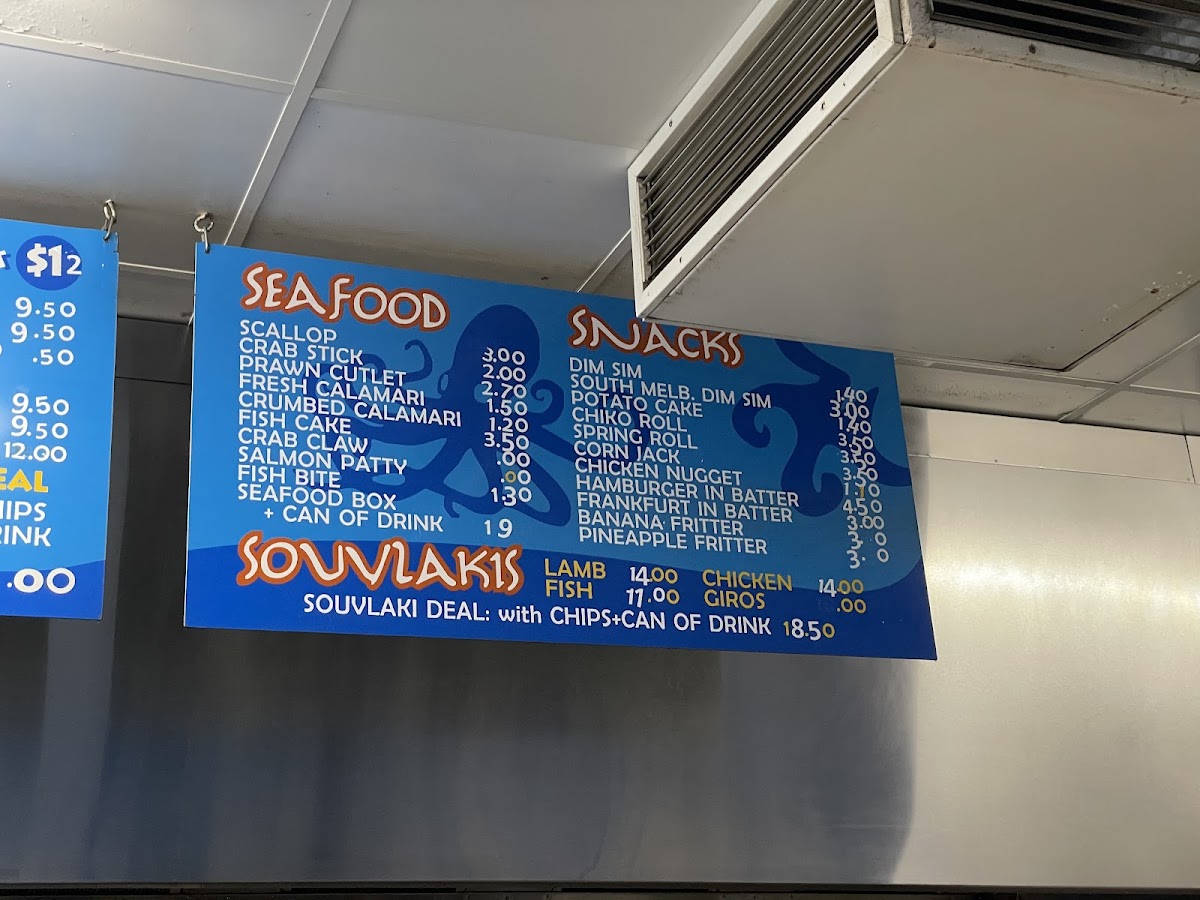 $12
9.50
9.50
.50
9.50
9.50
12.00
EAL
HIPS
RINK
.00
SEAFOOD
SCALLOP 3.00
CRAB STICK 2.00
PRAWN CUTLET 2.70
FRESH CALAMARI 1.50
CRUMBED CALAMARI 1.20
FISH CAKE 3.50
CRAB CLAW .00
SALMON PATTY .00
FISH BITE 1.30
SEAFOOD BOX
+ CAN OF DRINK 19
SNACKS
DIM SIM 1.40
SOUTH MELB. DIM SIM 3.00
POTATO CAKE 1.40
CHIKO ROLL 3.50
SPRING ROLL 3.50
CORN JACK 3.50
CHICKEN NUGGET
HAMBURGER IN BATTER 4.50
FRANKFURT IN BATTER 3.00
BANANA FRITTER 3. 0
PINEAPPLE FRITTER 3. 0
SOUVLAKIS
LAMB 14.00 CHICKEN 14.00
FISH 11.00 GIROS .00
SOUVLAKI DEAL: with CHIPS+CAN OF DRINK 18.50